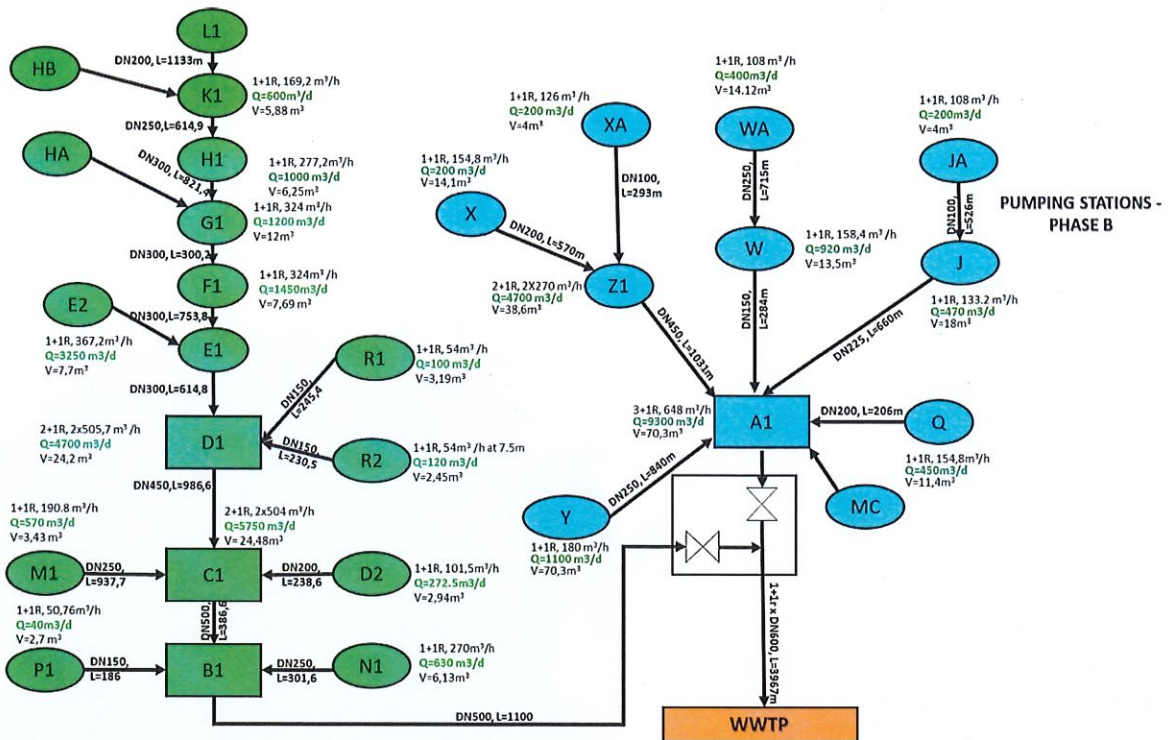 L1
DN200, L=1133m
HB
K1
1+1R, 169,2 m³/h
Q=600m³/d
V=5,88 m³
DN250,L=614,9
HA
H1
1+1R, 277,2m³/h
Q=1000 m3/d
V=6,25m³
DN300, L=821,4
G1
1+1R, 324 m³/h
Q=1200 m3/d
V=12m³
DN300, L=300,2
F1
1+1R, 324m³/h
Q=1450m3/d
V=7,69 m³
E2
DN300,L=753,8
1+1R, 367,2m³/h
Q=3250 m3/d
V=7,7m³
E1
DN300,L=614,8
R1
1+1R, 54m³/h
Q=100 m3/d
V=3,19m³
DN150,
L=245,4
2+1R, 2x505,7 m³/h
Q=4700 m3/d
V=24,2 m³
D1
DN150,
L=230,5
R2
1+1R, 54m³/h at 7.5m
Q=120 m3/d
V=2,45m³
DN450,L=986,6
1+1R, 190.8 m³/h
Q=570 m3/d
V=3,43 m³
2+1R, 2x504 m³/h
Q=5750 m3/d
V= 24,48m³
M1
DN250,
L=937,7
C1
DN200,
L=238,6
D2
1+1R, 101,5m³/h
Q=272.5m3/d
V=2,94m³
DN500,
L=386,6
1+1R, 50,76m³/h
Q=40m3/d
V=2,7 m³
P1
DN150,
L=186
B1
DN250,
L=301,6
N1
1+1R, 270m³/h
Q=630 m3/d
V=6,13m³
DN500, L=1100
1+1R, 126 m³/h
Q=200 m3/d
V=4m³
XA
DN100,
L=293m
1+1R, 154,8 m³/h
Q=200 m3/d
V=14,1m³
X
DN200, L=570m
2+1R, 2X270 m³/h
Q=4700m3/d
V=38,6m³
Z1
DN450, L=1031m
1+1R, 108 m³/h
Q=400m3/d
V=14.12m³
WA
DN250,
L=715m
W
1+1R, 158,4 m³/h
Q=920 m3/d
V=13,5m³
DN150,
L=284m
1+1R, 108 m³/h
Q=200m3/d
V=4m³
JA
DN100,
L=526m
J
1+1R, 133.2 m³/h
Q=470 m3/d
V=18m³
DN225, L=660m
PUMPING STATIONS -
PHASE B
3+1R, 648 m³/h
Q=9300 m3/d
V=70,3m³
A1
DN200, L=206m
Q
1+1R, 154,8m³/h
Q=450m3/d
V=11,4m³
MC
DN250, L=840m
Y
1+1R, 180 m³/h
Q=1100 m3/d
V=70,3m³
1+1r x DN600, L=3967m
WWTP